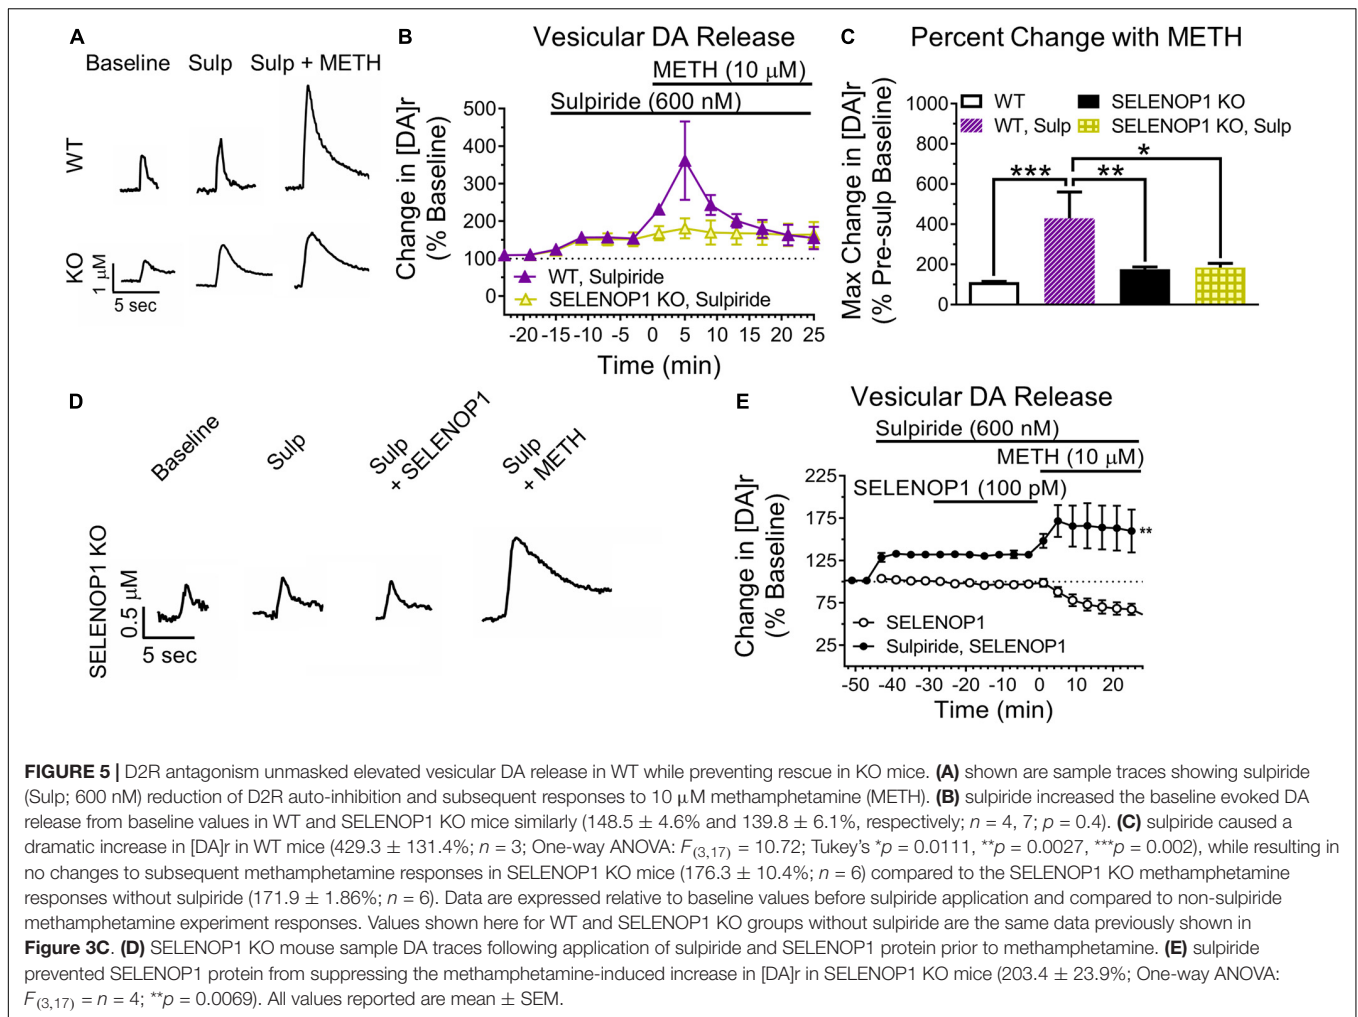 A
Baseline Sulp Sulp + METH
WT
KO
1 μM
5 sec
B
Vesicular DA Release
METH (10 μM)
Sulpiride (600 nM)
Change in [DA]r
(% Baseline)
500
400
300
200
100
0
WT, Sulpiride
SELENOP1 KO, Sulpiride
-20 -15 -10 -5 0 5 10 15 20 25
Time (min)
C
Percent Change with METH
Max Change in [DA]r
(% Pre-sulp Baseline)
1000
800
600
400
200
0
WT SELENOP1 KO
WT, Sulp SELENOP1 KO, Sulp
*
*** **
D
Baseline
Sulp
Sulp
+ SELENOP1
Sulp
+ METH
SELENOP1 KO
0.5 μM
5 sec
E
Vesicular DA Release
Sulpiride (600 nM)
METH (10 μM)
SELENOP1 (100 pM)
Change in [DA]r
(% Baseline)
225
175
125
75
25
**
SELENOP1
Sulpiride, SELENOP1
-50 -40 -30 -20 -10 0 10 20
Time (min)
FIGURE 5 | D2R antagonism unmasked elevated vesicular DA release in WT while preventing rescue in KO mice. (A) shown are sample traces showing sulpiride
(Sulp; 600 nM) reduction of D2R auto-inhibition and subsequent responses to 10 μM methamphetamine (METH). (B) sulpiride increased the baseline evoked DA
release from baseline values in WT and SELENOP1 KO mice similarly (148.5 ± 4.6% and 139.8 ± 6.1%, respectively; n = 4, 7; p = 0.4). (C) sulpiride caused a
dramatic increase in [DA]r in WT mice (429.3 ± 131.4%; n = 3; One-way ANOVA: F(3,17) = 10.72; Tukey's *p = 0.0111, **p = 0.0027, ***p = 0.002), while resulting in
no changes to subsequent methamphetamine responses in SELENOP1 KO mice (176.3 ± 10.4%; n = 6) compared to the SELENOP1 KO methamphetamine
responses without sulpiride (171.9 ± 1.86%; n = 6). Data are expressed relative to baseline values before sulpiride application and compared to non-sulpiride
methamphetamine experiment responses. Values shown here for WT and SELENOP1 KO groups without sulpiride are the same data previously shown in
Figure 3C. (D) SELENOP1 KO mouse sample DA traces following application of sulpiride and SELENOP1 protein prior to methamphetamine. (E) sulpiride
prevented SELENOP1 protein from suppressing the methamphetamine-induced increase in [DA]r in SELENOP1 KO mice (203.4 ± 23.9%; One-way ANOVA:
F(3,17) = n = 4; **p = 0.0069). All values reported are mean ± SEM.